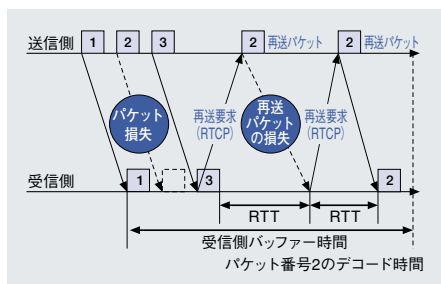 送信側 1 2 3 2 再送パケット 2 再送パケット
パケット
損失
再送要求
(RTCP)
再送
パケット
の損失
再送要求
(RTCP)
受信側 1 3 2
RTT RTT
受信側バッファー時間
パケット番号2のデコード時間